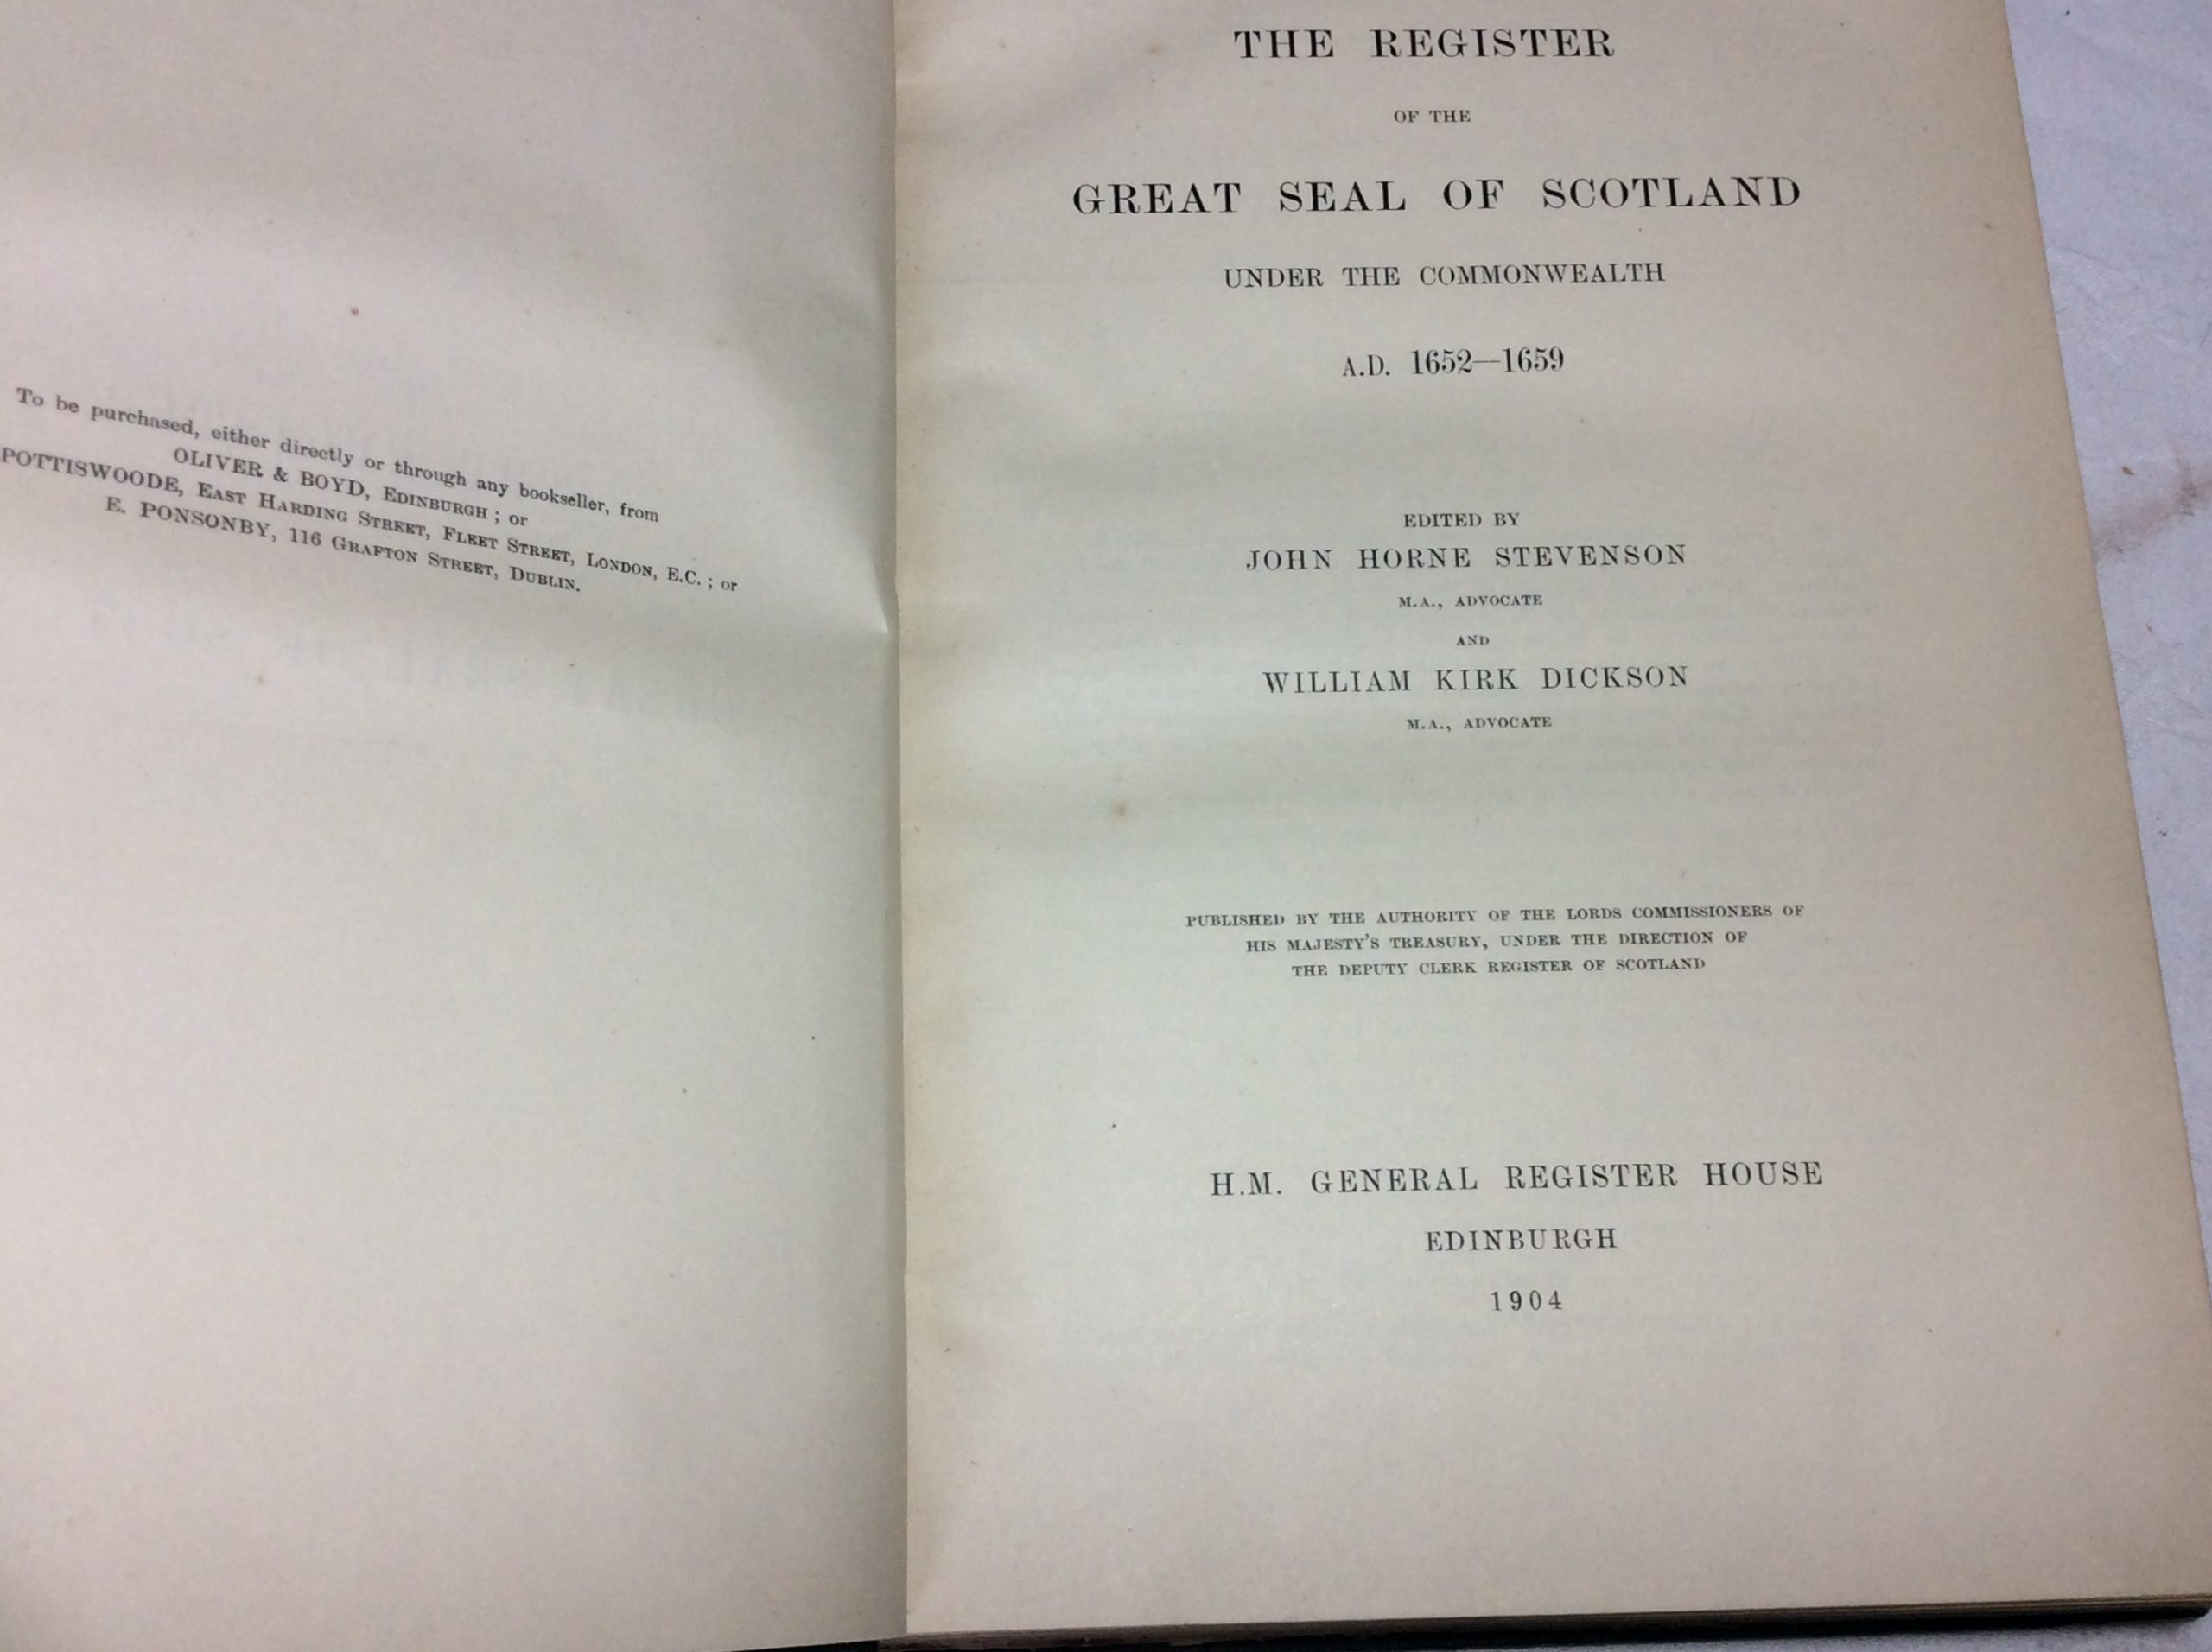 To be purchased, either directly or through any bookseller, from
OLIVER & BOYD, EDINBURGH ; or
POTTISWOODE, EAST HARDING STREET, FLEET STREET, LONDON, E.C. ; or
E. PONSONBY, 116 GRAFTON STREET, DUBLIN.
THE REGISTER
OF THE
GREAT SEAL OF SCOTLAND
UNDER THE COMMONWEALTH
A.D. 1652—1659
EDITED BY
JOHN HORNE STEVENSON
M.A., ADVOCATE
AND
WILLIAM KIRK DICKSON
M.A., ADVOCATE
PUBLISHED BY THE AUTHORITY OF THE LORDS COMMISSIONERS OF
HIS MAJESTY'S TREASURY, UNDER THE DIRECTION OF
THE DEPUTY CLERK REGISTER OF SCOTLAND
H.M. GENERAL REGISTER HOUSE
EDINBURGH
1904